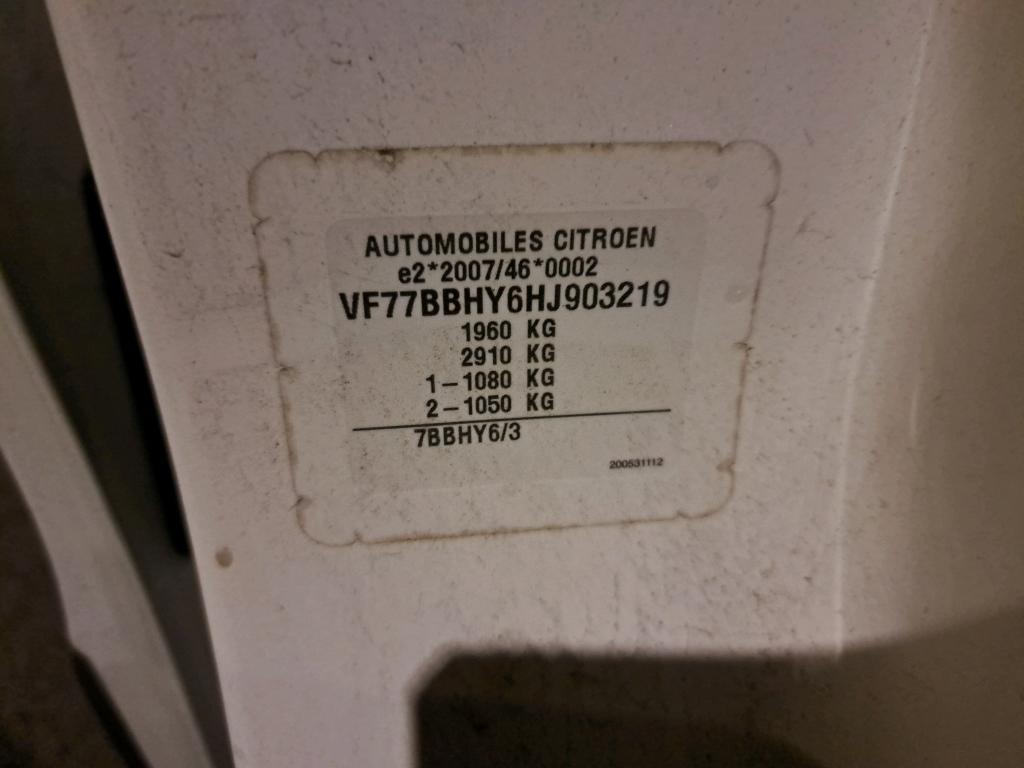 AUTOMOBILES CITROEN
e2*2007/46*0002
VF77BBHY6HJ903219
1960 KG
2910 KG
1-1080 KG
2-1050 KG
7BBHY6/3
200531112